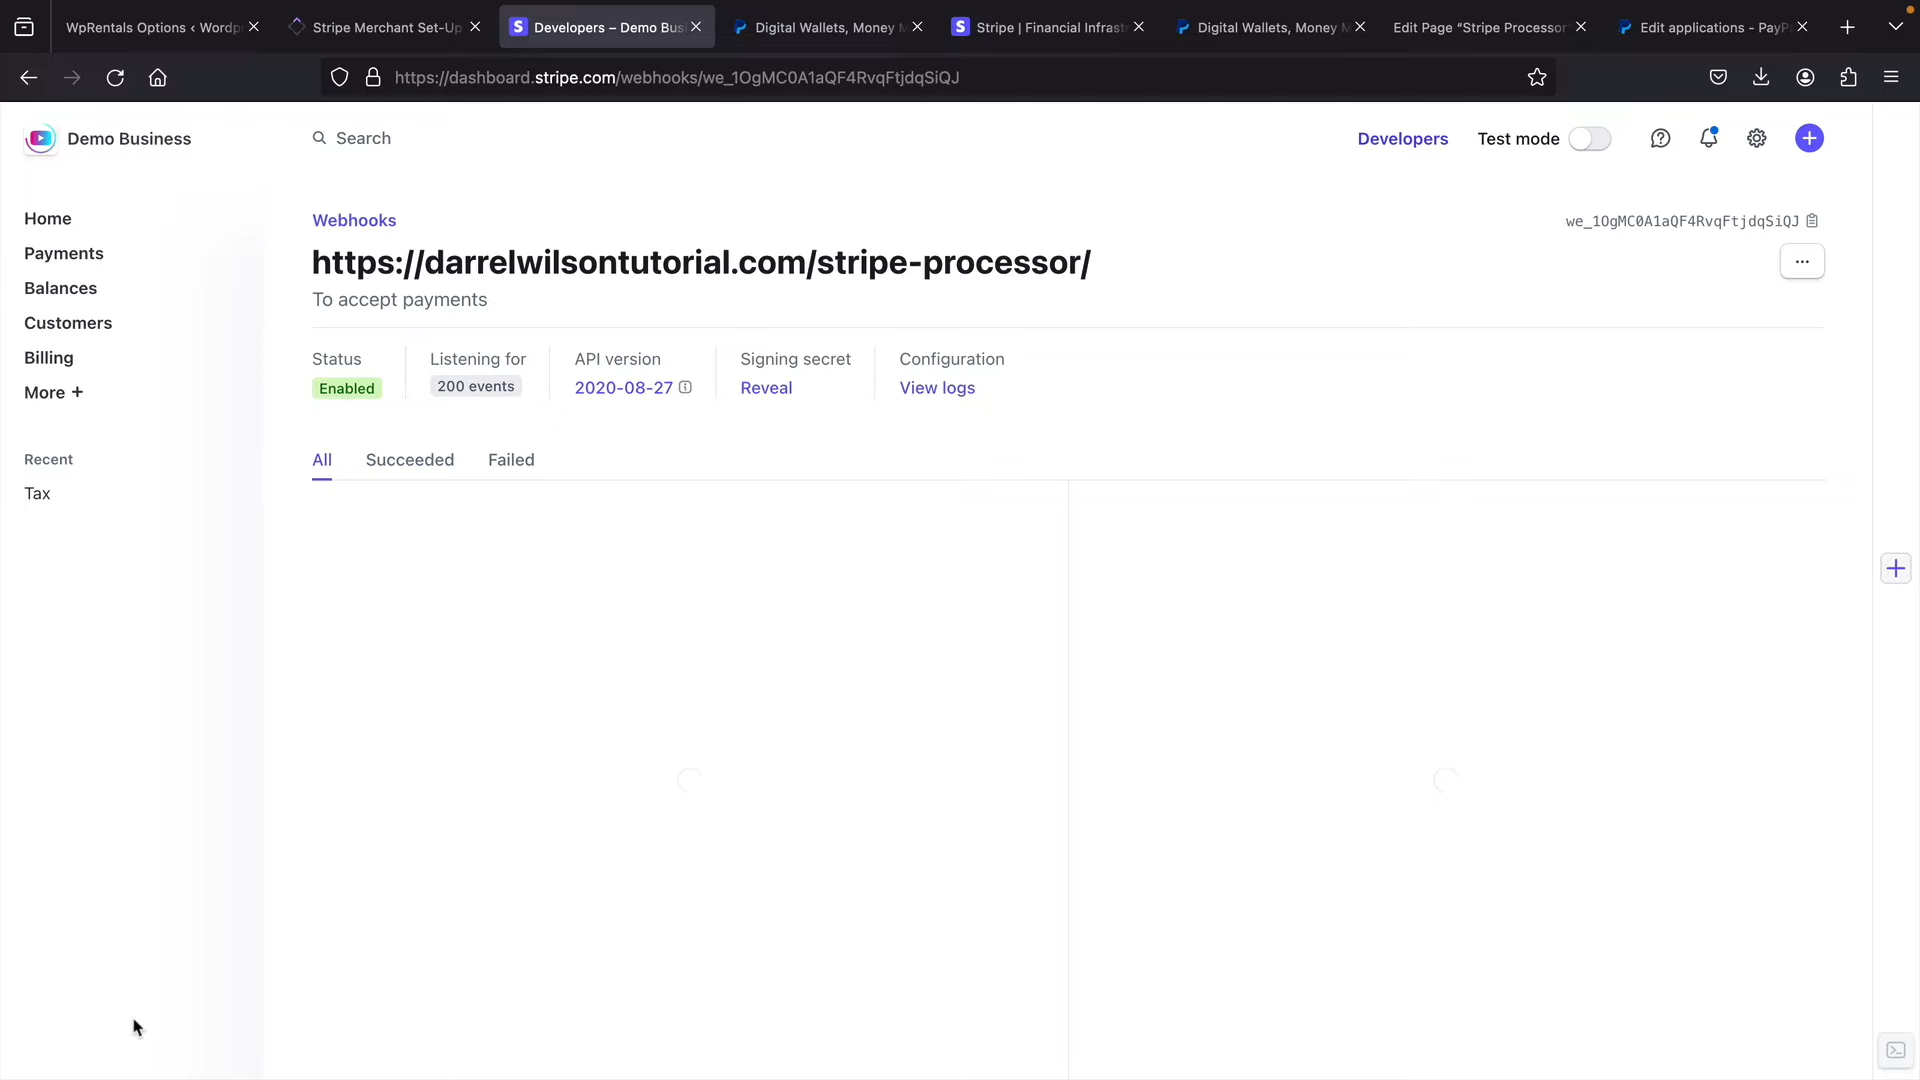 WpRentals Options ‹ Wordp
Stripe Merchant Set-Up
Developers – Demo Bus
Digital Wallets, Money M
Stripe | Financial Infrastr
Digital Wallets, Money M
Edit Page “Stripe Processor”
Edit applications - PayPa
https://dashboard.stripe.com/webhooks/we_1OgMC0A1aQF4RvqFtjdqSiQJ
Demo Business
Search
Developers
Test mode
Home
Payments
Balances
Customers
Billing
More +
Recent
Tax
Webhooks
we_1OgMC0A1aQF4RvqFtjdqSiQJ
https://darrelwilsontutorial.com/stripe-processor/
To accept payments
Status
Enabled
Listening for
200 events
API version
2020-08-27
Signing secret
Reveal
Configuration
View logs
All
Succeeded
Failed